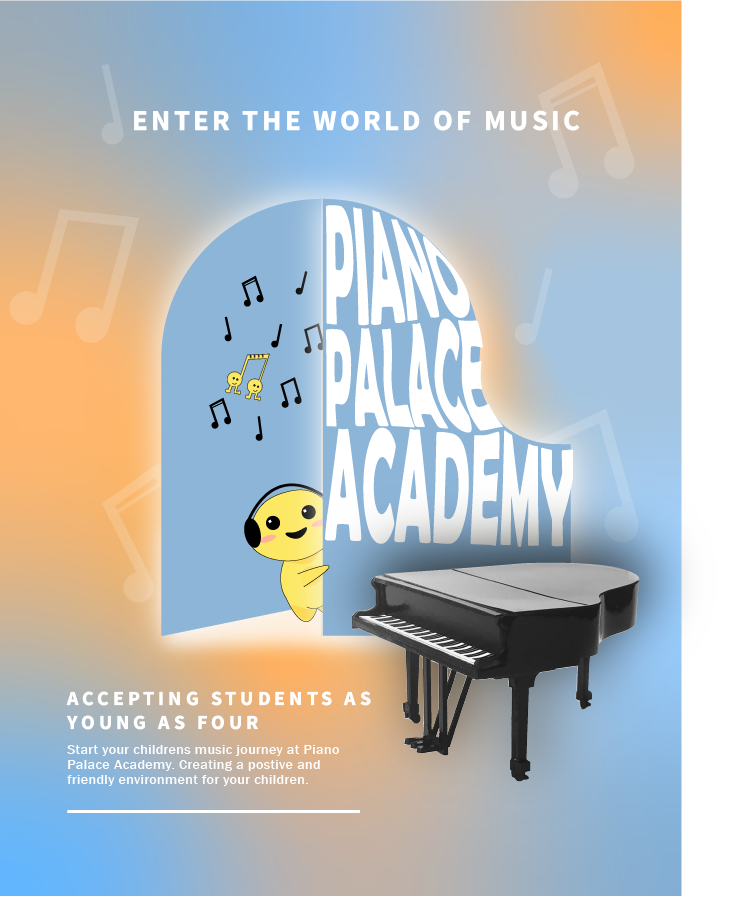 ENTER THE WORLD OF MUSIC
PIANO
PALACE
ACADEMY
ACCEPTING STUDENTS AS
YOUNG AS FOUR
Start your childrens music journey at Piano
Palace Academy. Creating a postive and
friendly environment for your children.